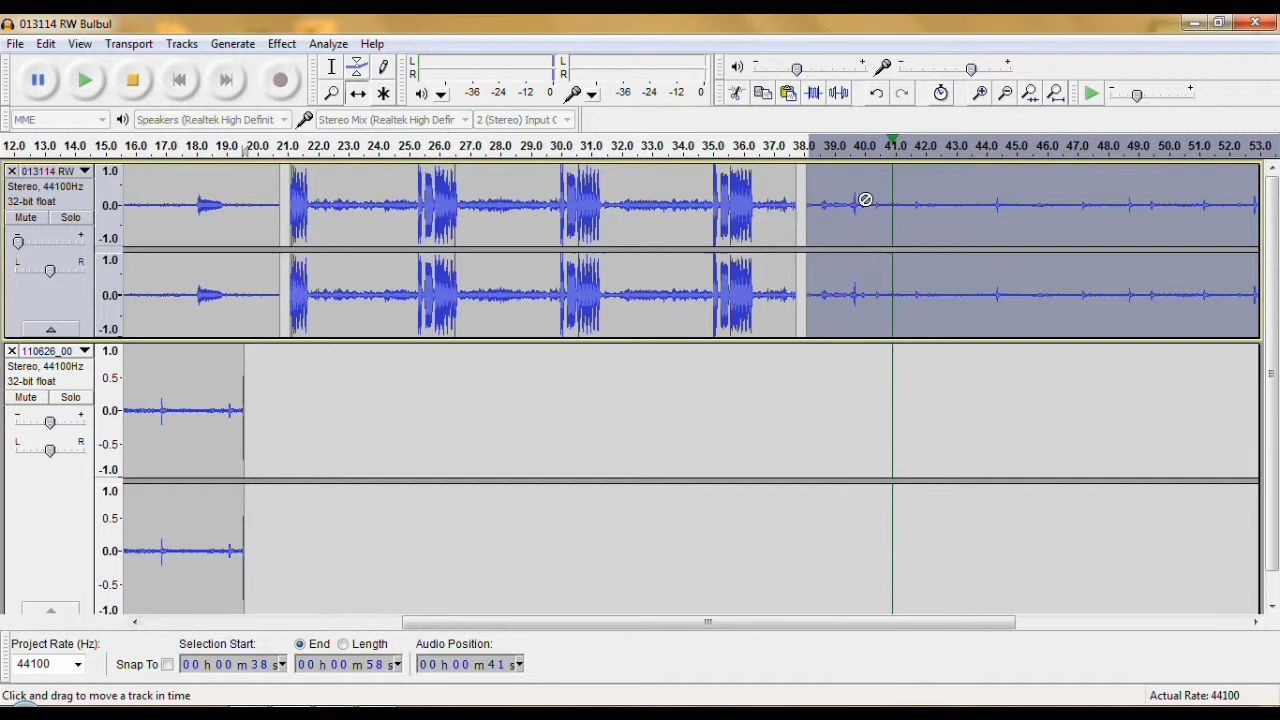 013114 RW Bulbul
File Edit View Transport Tracks Generate Effect Analyze Help
L R -36 -24 -12 0 L R -36 -24 -12 0
MME Speakers (Realtek High Definit Stereo Mix (Realtek High Defir 2 (Stereo) Input C
12.0 13.0 14.0 15.0 16.0 17.0 18.0 19.0 20.0 21.0 22.0 23.0 24.0 25.0 26.0 27.0 28.0 29.0 30.0 31.0 32.0 33.0 34.0 35.0 36.0 37.0 38.0 39.0 40.0 41.0 42.0 43.0 44.0 45.0 46.0 47.0 48.0 49.0 50.0 51.0 52.0 53.0
013114 RW 1.0
Stereo, 44100Hz
32-bit float 0.0
Mute Solo
- + -1.0
L R 1.0
0.0
-1.0
110626_00 1.0
Stereo, 44100Hz
32-bit float 0.5
Mute Solo 0.0
- +
L R -0.5
-1.0
1.0
0.5
0.0
-0.5
-1.0
Project Rate (Hz): Selection Start: End Length Audio Position:
44100 Snap To 00 h 00 m 38 s 00 h 00 m 58 s 00 h 00 m 41 s
Click and drag to move a track in time Actual Rate: 44100